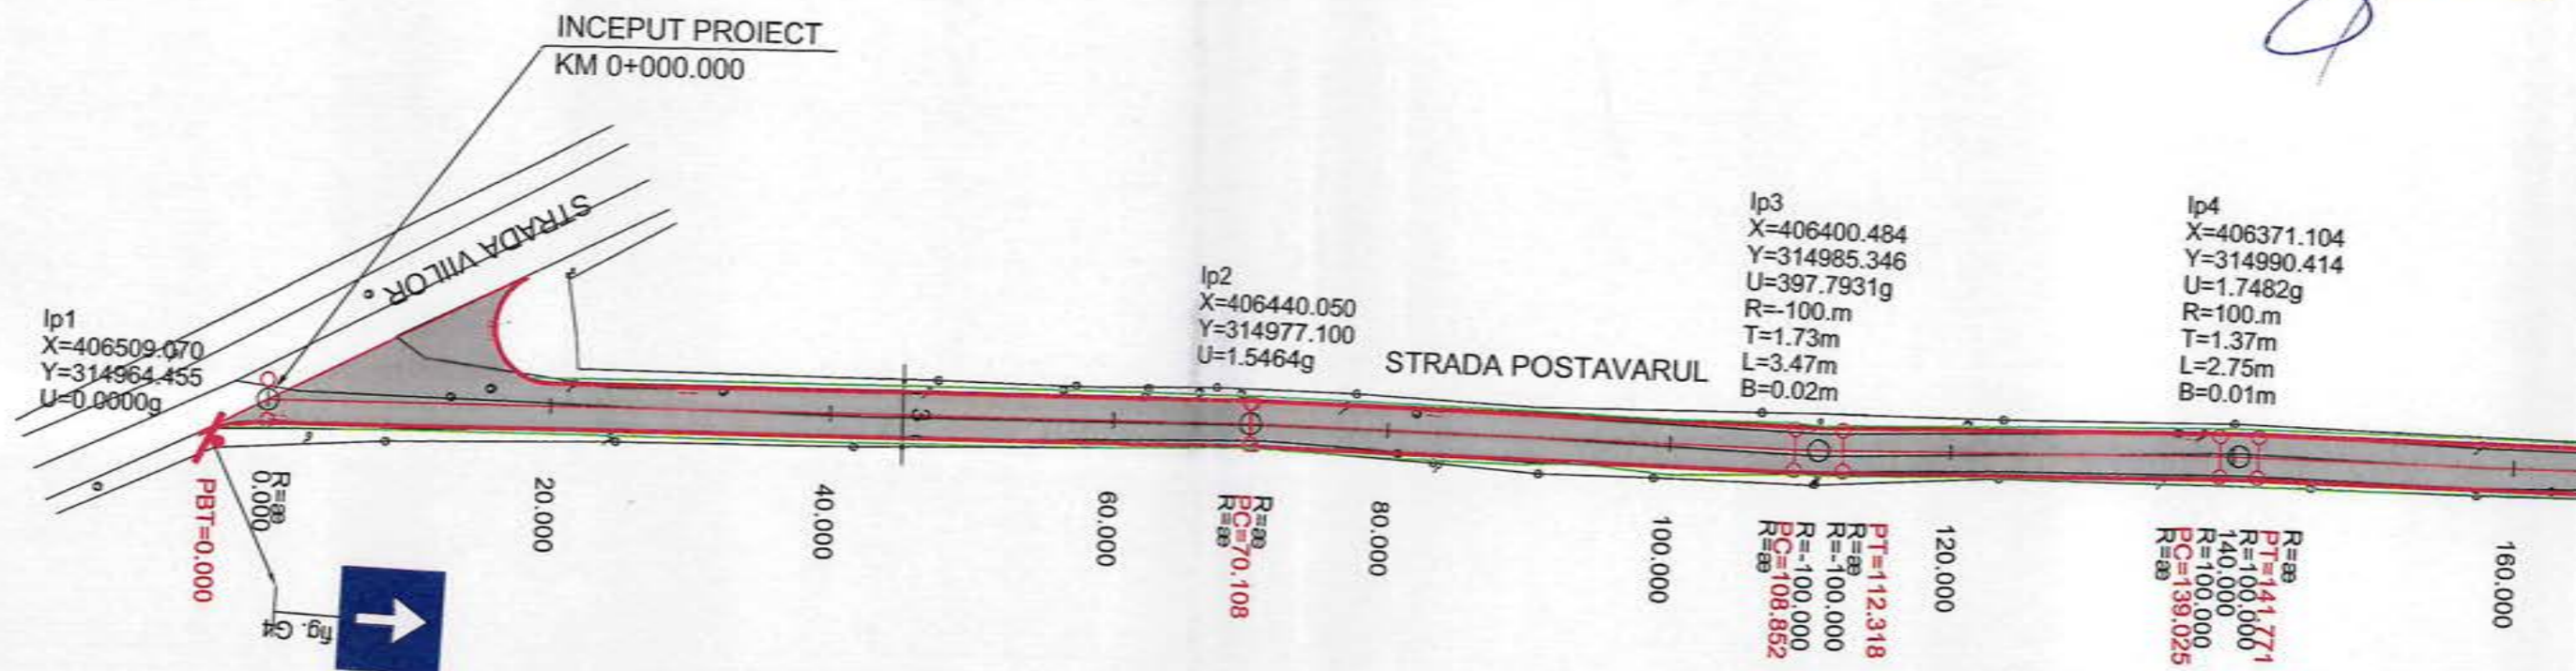 INCEPUT PROIECT
KM 0+000.000
STRADA VIILOR
Ip1
X=406509.070
Y=314964.455
U=0.0000g
Ip2
X=406440.050
Y=314977.100
U=1.5464g
STRADA POSTAVARUL
Ip3
X=406400.484
Y=314985.346
U=397.7931g
R=-100.m
T=1.73m
L=3.47m
B=0.02m
Ip4
X=406371.104
Y=314990.414
U=1.7482g
R=100.m
T=1.37m
L=2.75m
B=0.01m
3
PBT=0.000
R=æ
0.000
fig. G4
20.000
40.000
60.000
R=æ
PC=70.108
R=æ
80.000
100.000
PT=112.318
R=æ
R=-100.000
R=-100.000
PC=108.852
R=æ
120.000
R=æ
PT=141.771
R=100.000
140.000
R=100.000
PC=139.025
R=æ
160.000